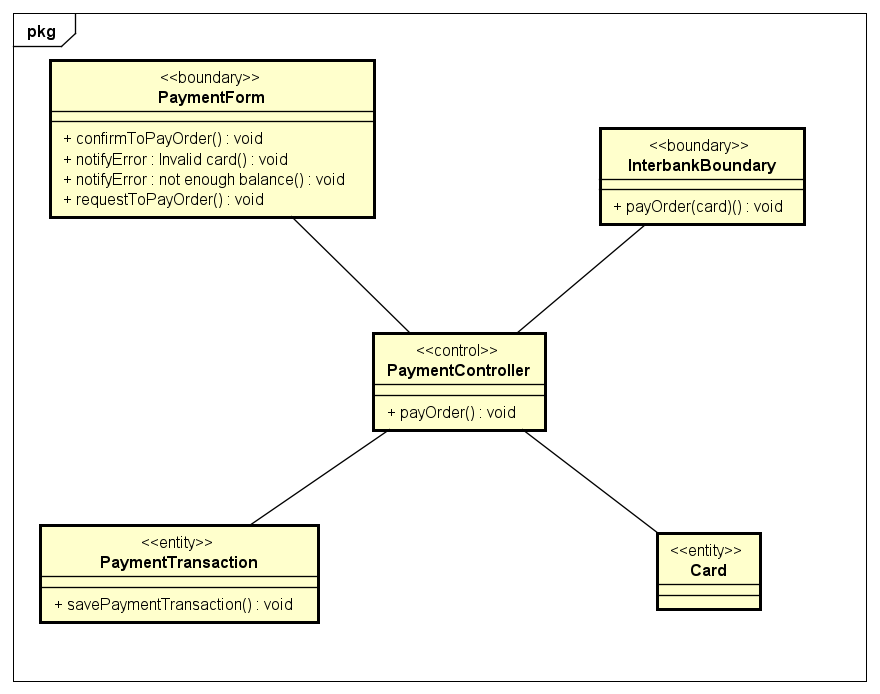 pkg
<<boundary>>
PaymentForm
+ confirmToPayOrder() : void
+ notifyError : Invalid card() : void
+ notifyError : not enough balance() : void
+ requestToPayOrder() : void
<<boundary>>
InterbankBoundary
+ payOrder(card)() : void
<<control>>
PaymentController
+ payOrder() : void
<<entity>>
PaymentTransaction
+ savePaymentTransaction() : void
<<entity>>
Card